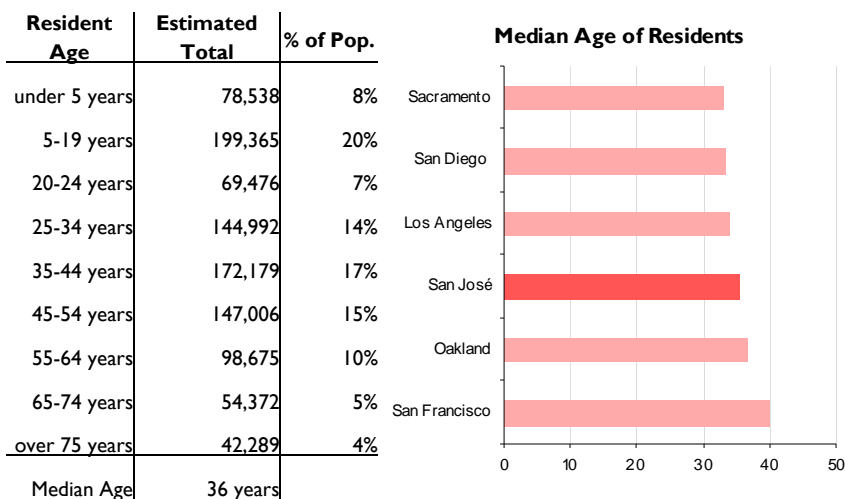 Resident Age Estimated Total % of Pop.
under 5 years 78,538 8%
5-19 years 199,365 20%
20-24 years 69,476 7%
25-34 years 144,992 14%
35-44 years 172,179 17%
45-54 years 147,006 15%
55-64 years 98,675 10%
65-74 years 54,372 5%
over 75 years 42,289 4%
Median Age 36 years
Median Age of Residents
Sacramento
San Diego
Los Angeles
San José
Oakland
San Francisco
0 10 20 30 40 50